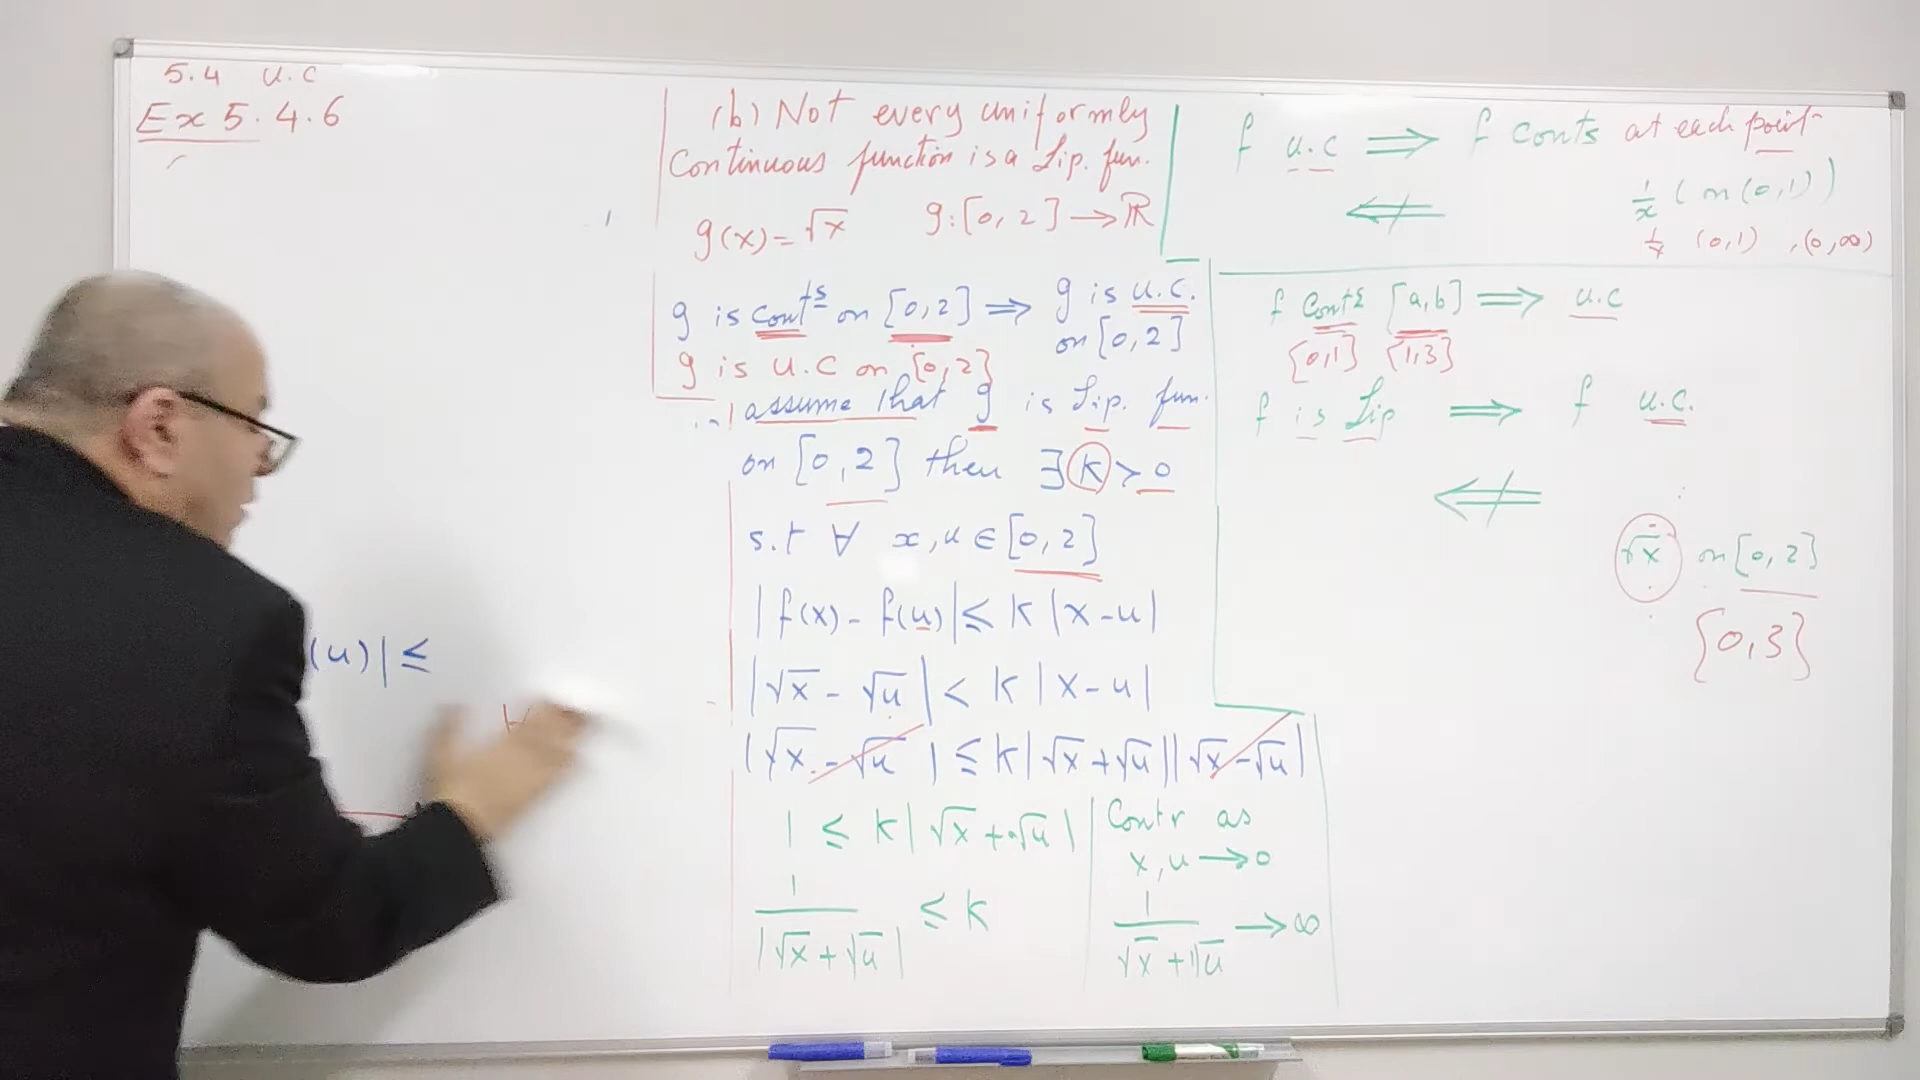 5.4 u.c
Ex 5.4.6
(u)| ≤
(b) Not every uniformly
continuous function is a Lip. fun.
g(x) = √x g: [0, 2] → ℝ
g is contˢ on [0,2] ⟹ g is u.c.
on [0,2]
g is u.c on [0,2]
assume that g is Lip. fun.
on [0,2] then ∃ k > 0
s.t ∀ x, u ∈ [0,2]
|f(x) - f(u)| ≤ k |x-u|
|√x - √u| < k |x-u|
|√x - √u| ≤ k |√x + √u| |√x - √u|
1 ≤ k |√x + √u|
1/|√x + √u| ≤ k
Contr as
x, u → 0
1/(√x + √u) → ∞
f u.c ⟹ f conts at each point
⟸̸ 1/x (on (0,1))
1/x (0,1) , (0,∞)
f conts [a,b] ⟹ u.c
[0,1] [1,3]
f is Lip ⟹ f u.c.
⟸̸
√x on [0,2]
[0,3]